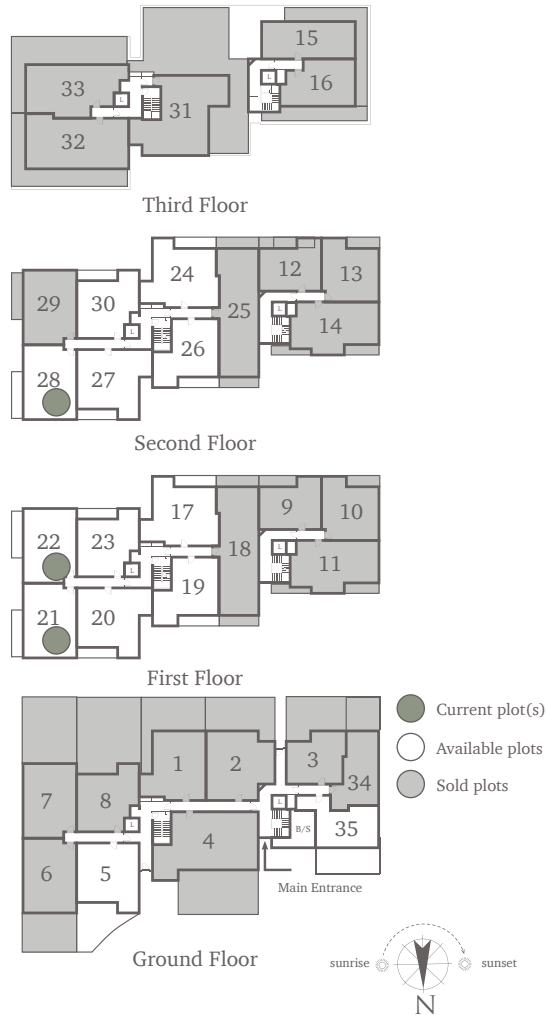 15
16
33
31
32
L
L
Third Floor
24
12
13
29
30
25
14
26
28
27
L
L
Second Floor
17
9
10
22
23
18
11
19
21
20
L
L
First Floor
1
2
3
34
7
8
L
L
4
B/S
35
6
5
Main Entrance
Ground Floor
Current plot(s)
Available plots
Sold plots
sunrise
sunset
N